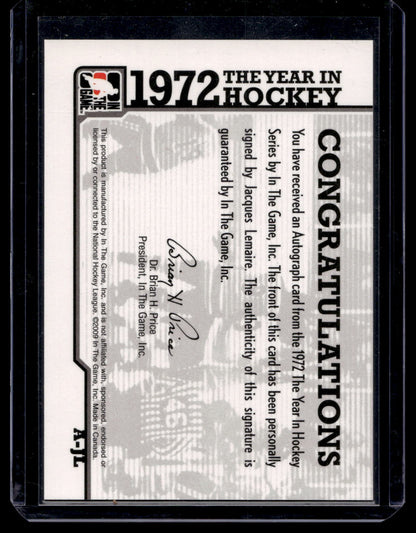 IN
THE
GAME
1972 THE YEAR IN
HOCKEY
CONGRATULATIONS
You have received an Autograph card from the 1972 The Year In Hockey
Series by In The Game, Inc. The front of this card has been personally
signed by Jacques Lemaire. The authenticity of this signature is
guaranteed by In The Game, Inc.
Brian H Price
Dr. Brian H. Price
President, In The Game, Inc.
This product is manufactured by In The Game, Inc. and is not affiliated with, sponsored, endorsed or
licensed by or connected to the National Hockey League. ©2009 In The Game, Inc. Made in Canada.
A-JL